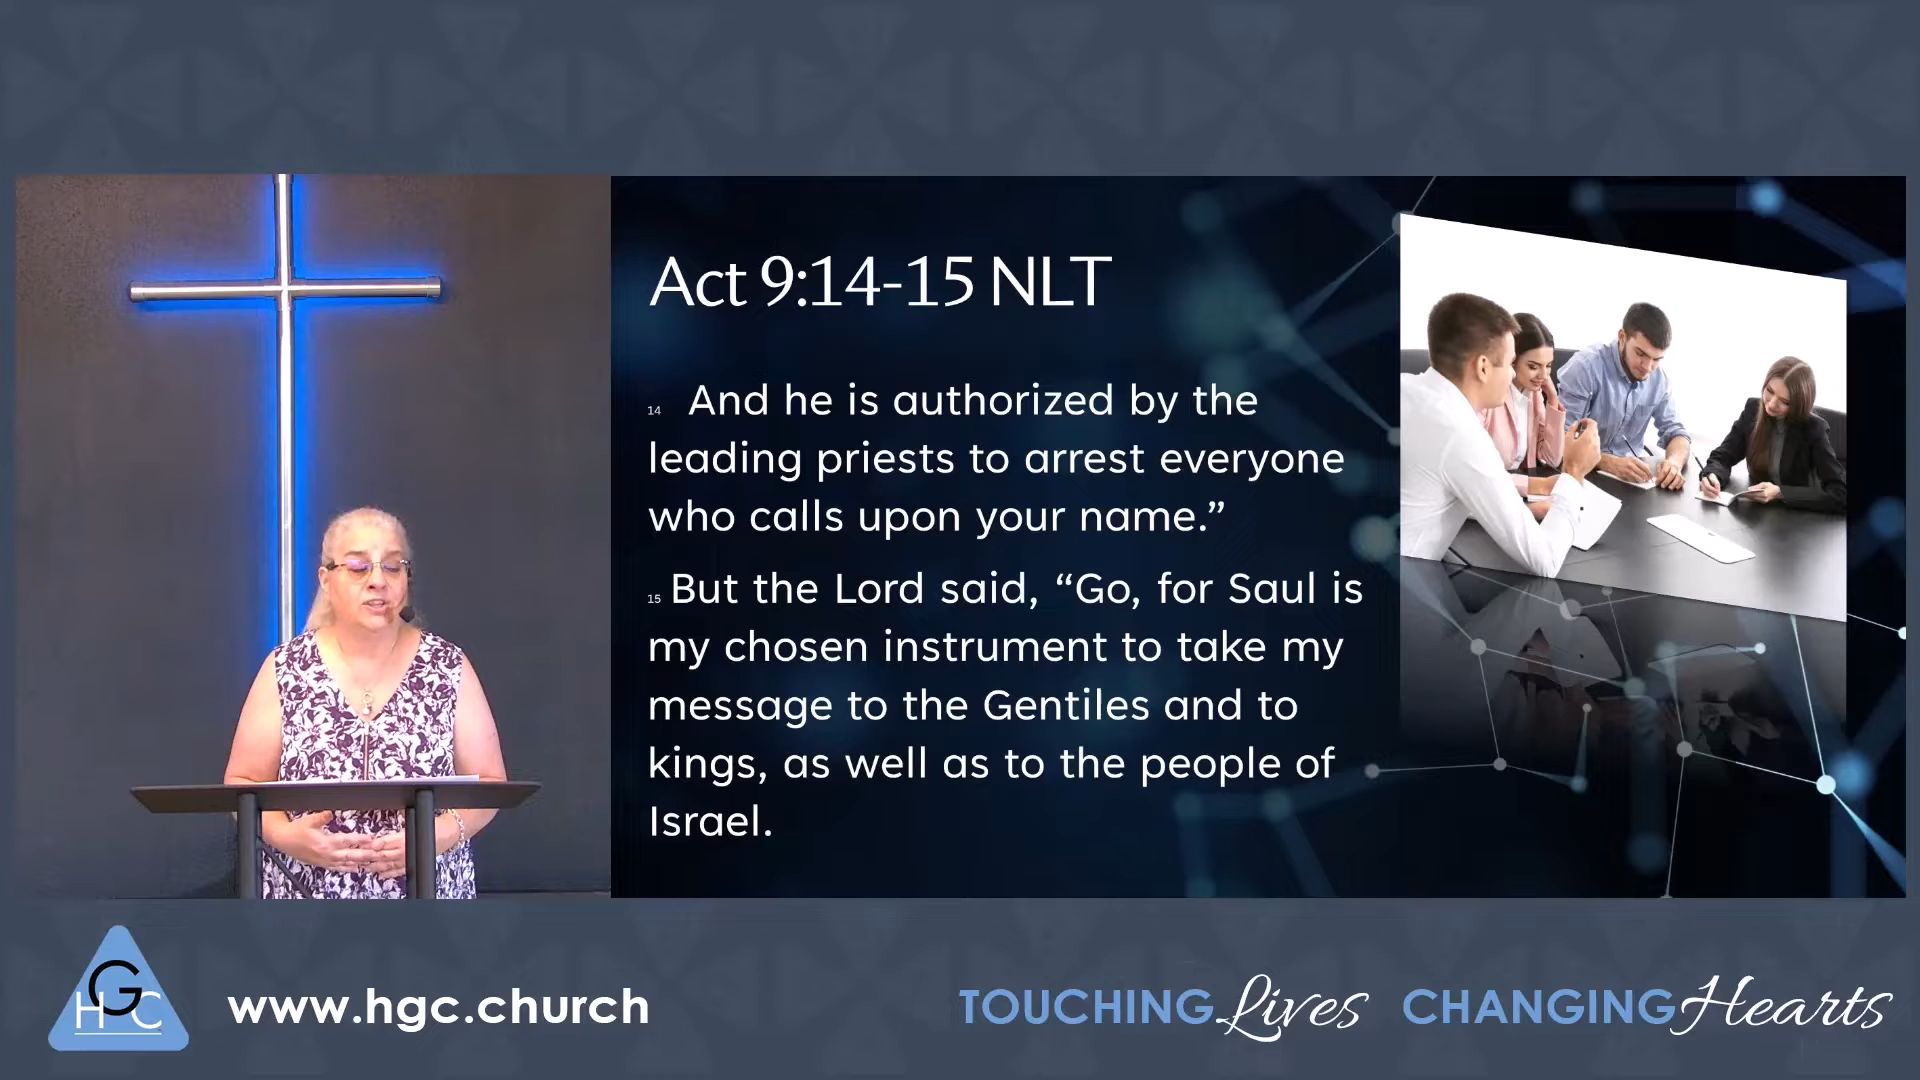 Act 9:14-15 NLT
14 And he is authorized by the
leading priests to arrest everyone
who calls upon your name.”
15 But the Lord said, “Go, for Saul is
my chosen instrument to take my
message to the Gentiles and to
kings, as well as to the people of
Israel.
HGC
www.hgc.church
TOUCHING Lives CHANGING Hearts